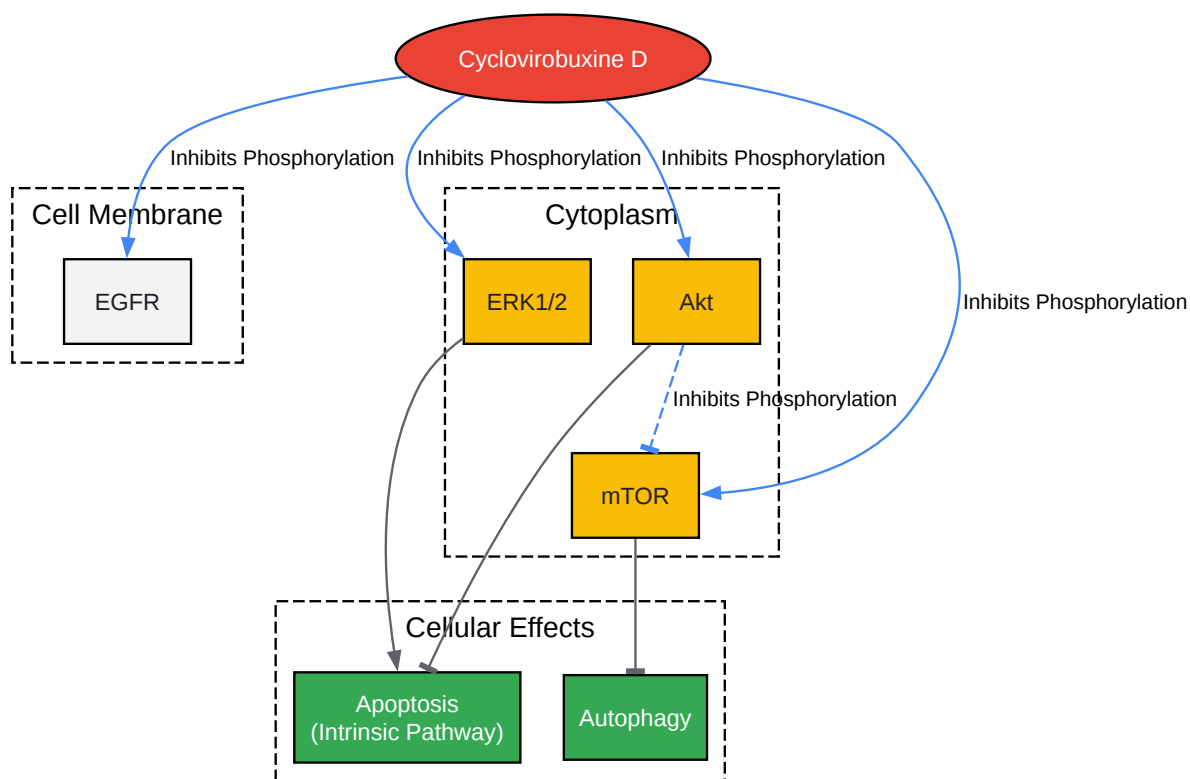 Cyclovirobuxine D
Inhibits Phosphorylation
Inhibits Phosphorylation
Inhibits Phosphorylation
Cell Membrane
Cytoplasm
EGFR
ERK1/2
Akt
Inhibits Phosphorylation
Inhibits Phosphorylation
mTOR
Cellular Effects
Apoptosis
(Intrinsic Pathway)
Autophagy